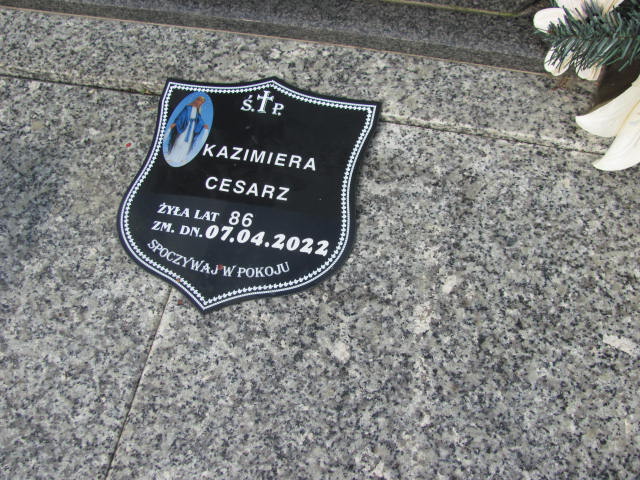 Ś.†P.
KAZIMIERA
CESARZ
ŻYŁA LAT 86
ZM. DN. 07.04.2022
SPOCZYWAJ W POKOJU